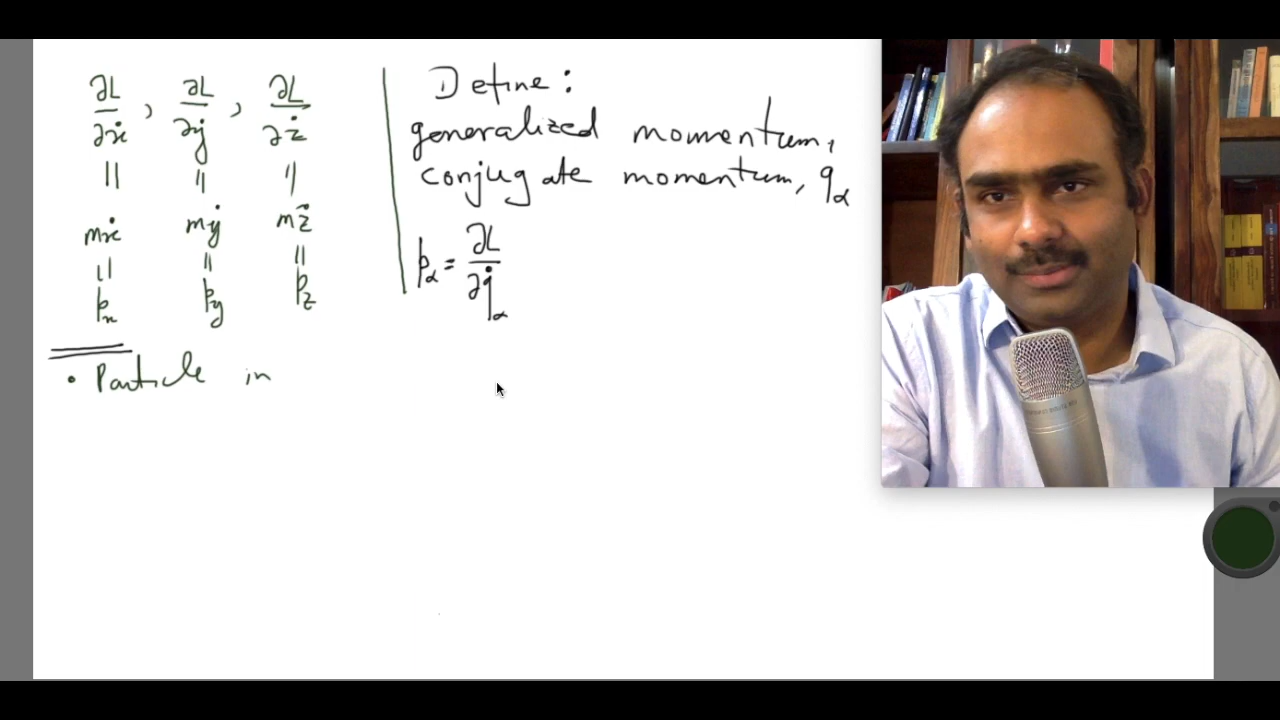 ∂L/∂ẋ , ∂L/∂ẏ , ∂L/∂ż
|| || ||
mẋ mẏ mż
|| || ||
pₓ p_y p_z
Define :
generalized momentum,
conjugate momentum, q_α
p_α = ∂L/∂q̇_α
• Particle in